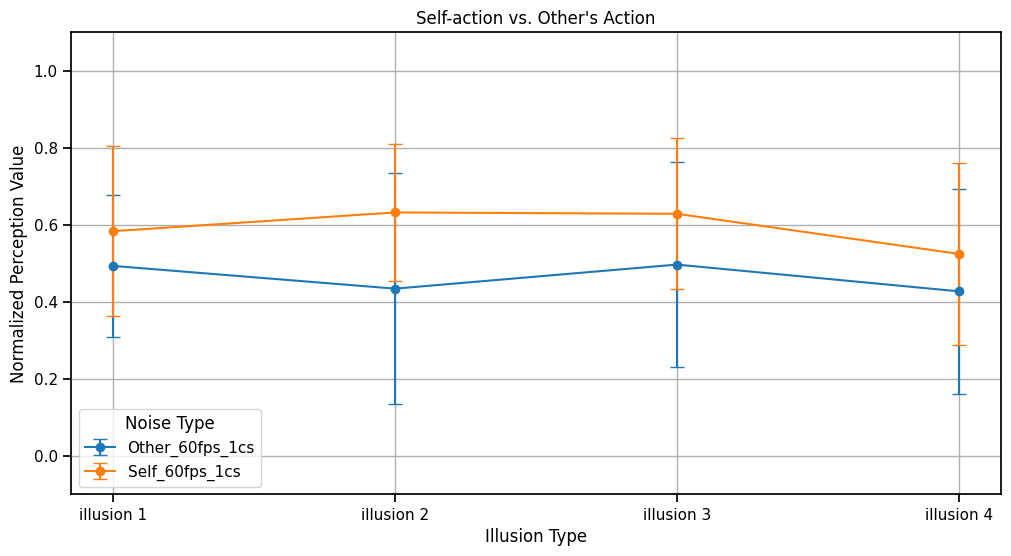 Self-action vs. Other's Action
Normalized Perception Value
1.0
0.8
0.6
0.4
0.2
0.0
Noise Type
Other_60fps_1cs
Self_60fps_1cs
illusion 1
illusion 2
illusion 3
illusion 4
Illusion Type